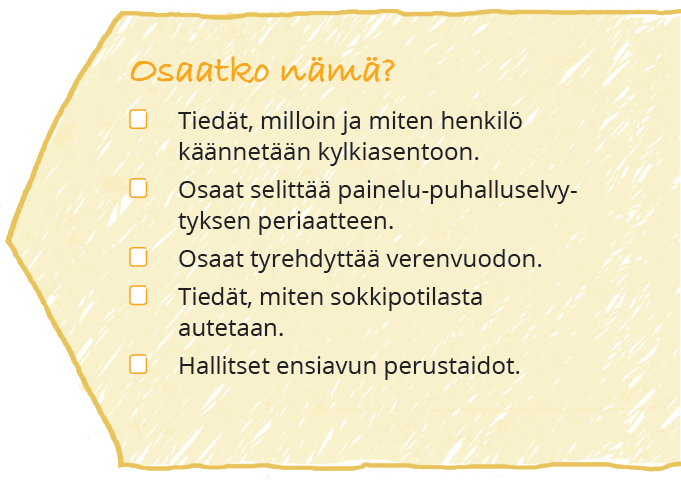 Osaatko nämä?
Tiedät, milloin ja miten henkilö
käännetään kylkiasentoon.
Osaat selittää painelu-puhalluselvy-
tyksen periaatteen.
Osaat tyrehdyttää verenvuodon.
Tiedät, miten sokkipotilasta
autetaan.
Hallitset ensiavun perustaidot.